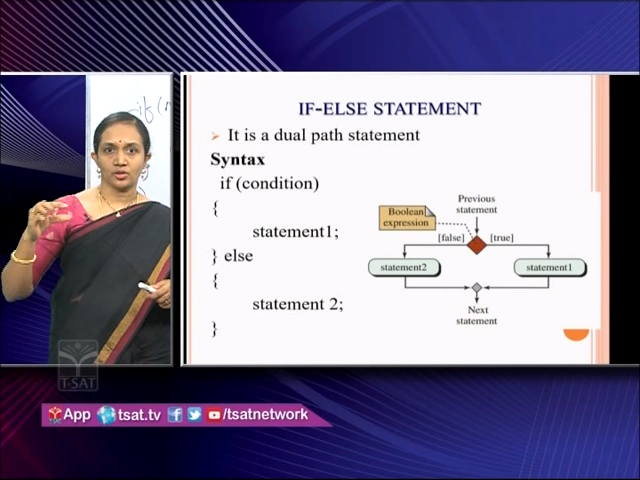 if(
IF-ELSE STATEMENT
It is a dual path statement
Syntax
if (condition)
{
statement1;
} else
{
statement 2;
}
Previous
statement
Boolean
expression
[false]
[true]
statement2
statement1
Next
statement
T-SAT
App
tsat.tv
/tsatnetwork